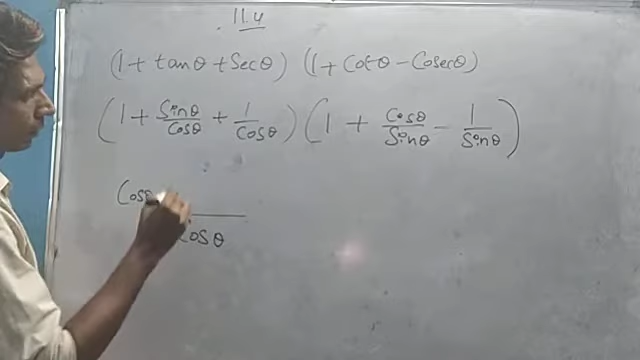 11.4
(1 + tanθ + Secθ) (1 + Cotθ - Cosecθ)
(1 + Sinθ/Cosθ + 1/Cosθ) (1 + Cosθ/Sinθ - 1/Sinθ)
Cosθ
Cosθ